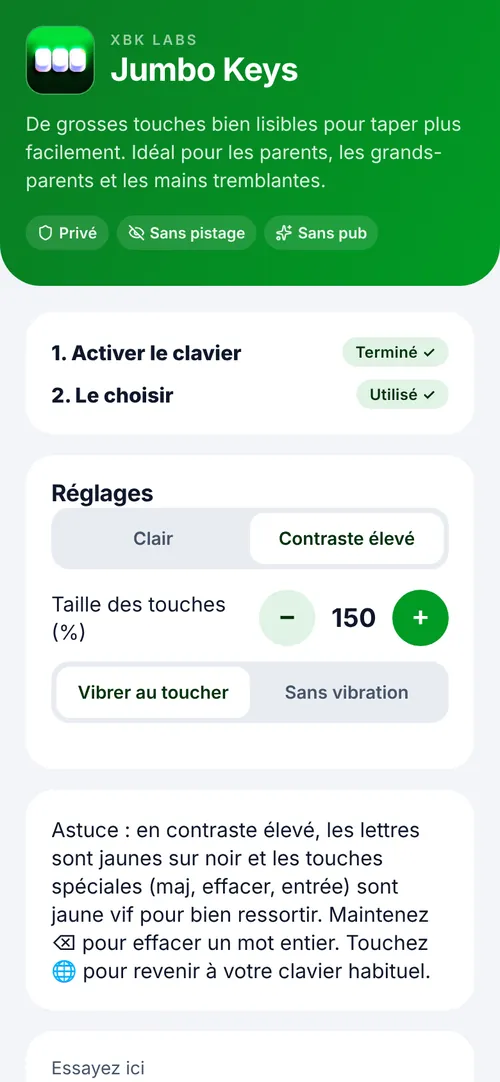 XBK LABS
Jumbo Keys
De grosses touches bien lisibles pour taper plus
facilement. Idéal pour les parents, les grands-
parents et les mains tremblantes.
Privé
Sans pistage
Sans pub
1. Activer le clavier
Terminé ✓
2. Le choisir
Utilisé ✓
Réglages
Clair
Contraste élevé
Taille des touches
(%)
− 150 +
Vibrer au toucher
Sans vibration
Astuce : en contraste élevé, les lettres
sont jaunes sur noir et les touches
spéciales (maj, effacer, entrée) sont
jaune vif pour bien ressortir. Maintenez
⌫ pour effacer un mot entier. Touchez
🌐 pour revenir à votre clavier habituel.
Essayez ici